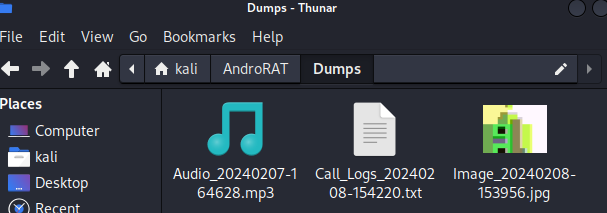 Dumps - Thunar
File Edit View Go Bookmarks Help
kali AndroRAT Dumps
Places
Computer
kali
Desktop
Recent
Audio_20240207-1
64628.mp3
Call_Logs_202402
08-154220.txt
Image_20240208-
153956.jpg